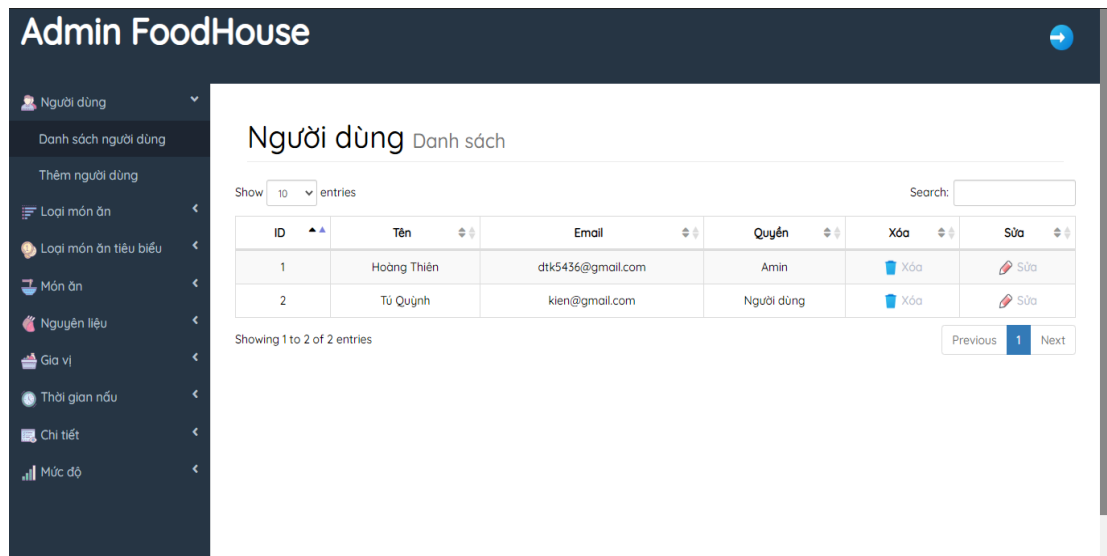 Admin FoodHouse
Người dùng
Danh sách người dùng
Thêm người dùng
Loại món ăn
Loại món ăn tiêu biểu
Món ăn
Nguyên liệu
Gia vị
Thời gian nấu
Chi tiết
Mức độ
Người dùng Danh sách
Show 10 entries Search:
ID Tên Email Quyền Xóa Sửa
1 Hoàng Thiên dtk5436@gmail.com Amin Xóa Sửa
2 Tú Quỳnh kien@gmail.com Người dùng Xóa Sửa
Showing 1 to 2 of 2 entries Previous 1 Next